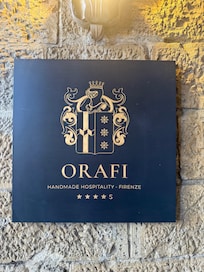 ORAFI
HANDMADE HOSPITALITY - FIRENZE
★★★★S